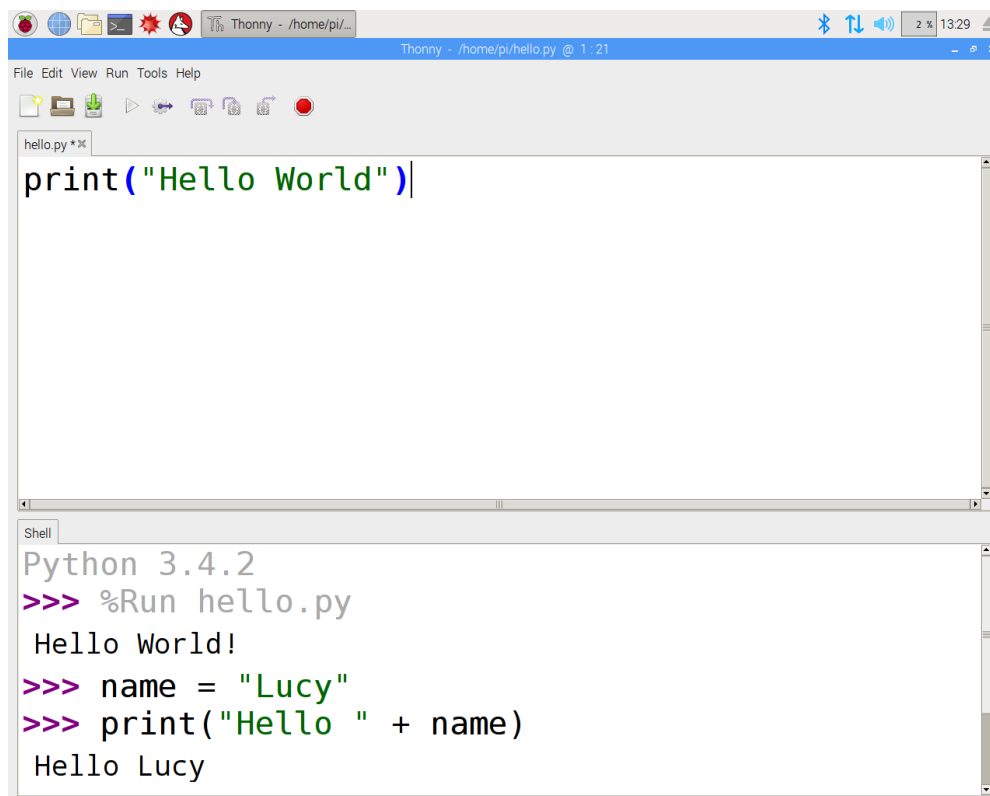 Thonny - /home/pi/...
2 % 13:29
Thonny - /home/pi/hello.py @ 1 : 21
File Edit View Run Tools Help
hello.py *
print("Hello World")
Shell
Python 3.4.2
>>> %Run hello.py
Hello World!
>>> name = "Lucy"
>>> print("Hello " + name)
Hello Lucy